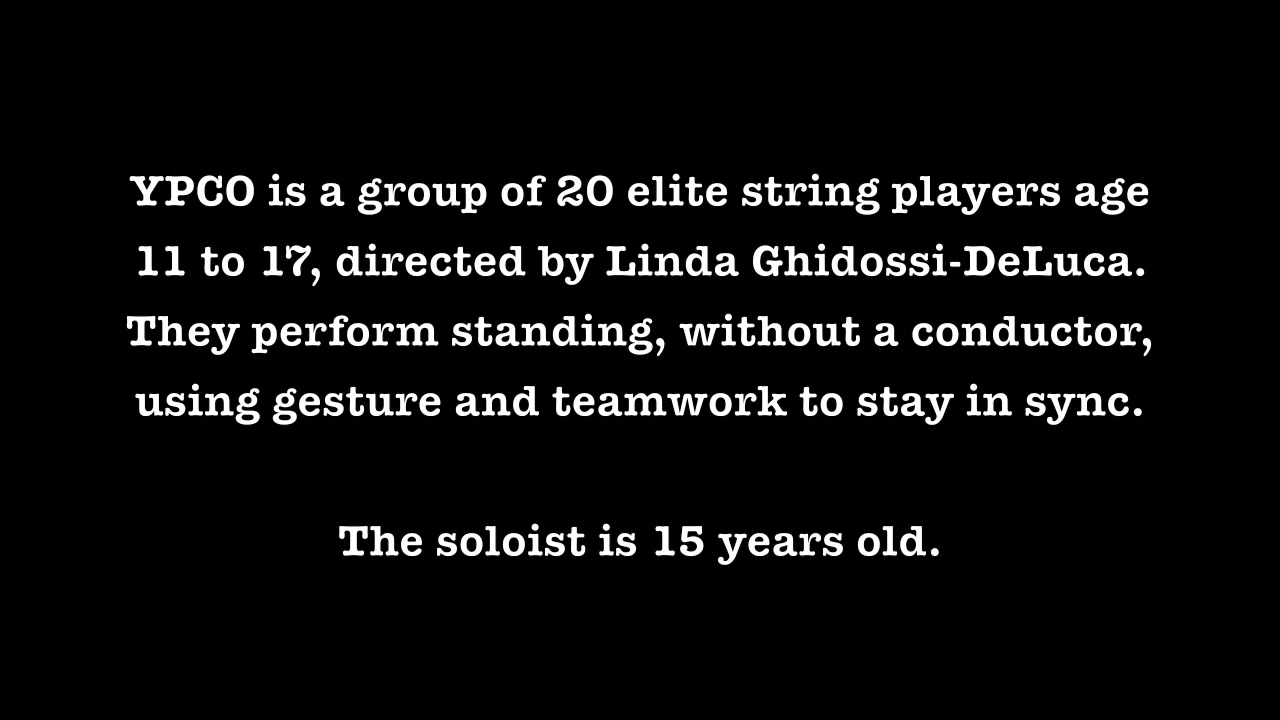 YPCO is a group of 20 elite string players age
11 to 17, directed by Linda Ghidossi-DeLuca.
They perform standing, without a conductor,
using gesture and teamwork to stay in sync.
The soloist is 15 years old.